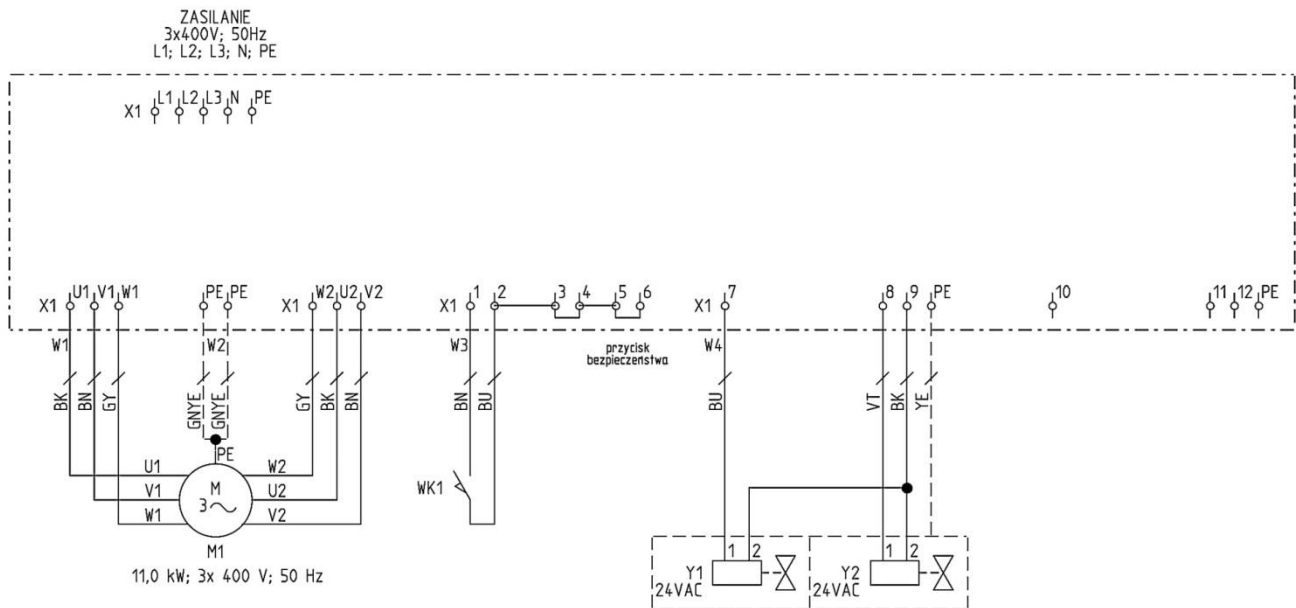 ZASILANIE
3x400V; 50Hz
L1; L2; L3; N; PE
X1 L1 L2 L3 N PE
X1 U1 V1 W1 PE PE X1 W2 U2 V2 X1 1 2 3 4 5 6 X1 7 8 9 PE 10 11 12 PE
W1 W2 W3 przycisk W4
bezpieczeństwa
BK BN GY GNYE GNYE GY BK BN BN BU BU VT BK YE
PE
U1 W2
V1 M U2
WK1
3
W1 V2
M1
11,0 kW; 3x 400 V; 50 Hz
1 2 1 2
Y1 Y2
24VAC 24VAC